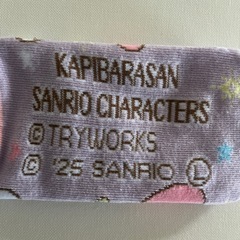 KAPIBARASAN
SANRIO CHARACTERS
© TRYWORKS
© '25 SANRIO Ⓛ